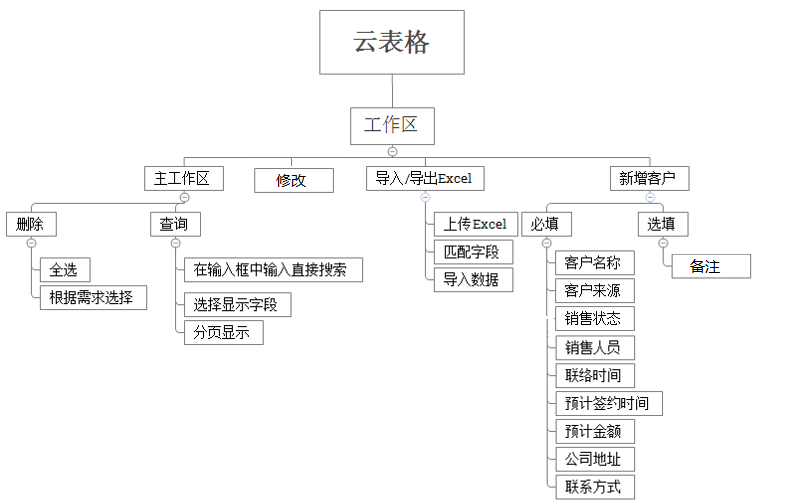 云表格
工作区
主工作区
修改
导入/导出Excel
新增客户
删除
查询
上传Excel
必填
选填
匹配字段
导入数据
全选
根据需求选择
在输入框中输入直接搜索
选择显示字段
分页显示
客户名称
客户来源
销售状态
销售人员
联络时间
预计签约时间
预计金额
公司地址
联系方式
备注